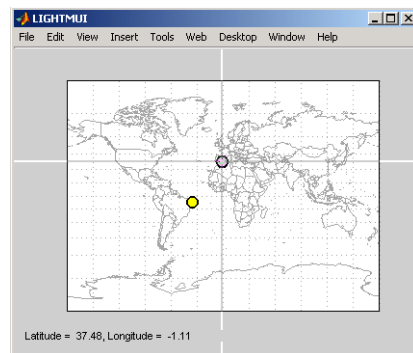 LIGHTMUI
File Edit View Insert Tools Web Desktop Window Help
Latitude = 37.48, Longitude = -1.11